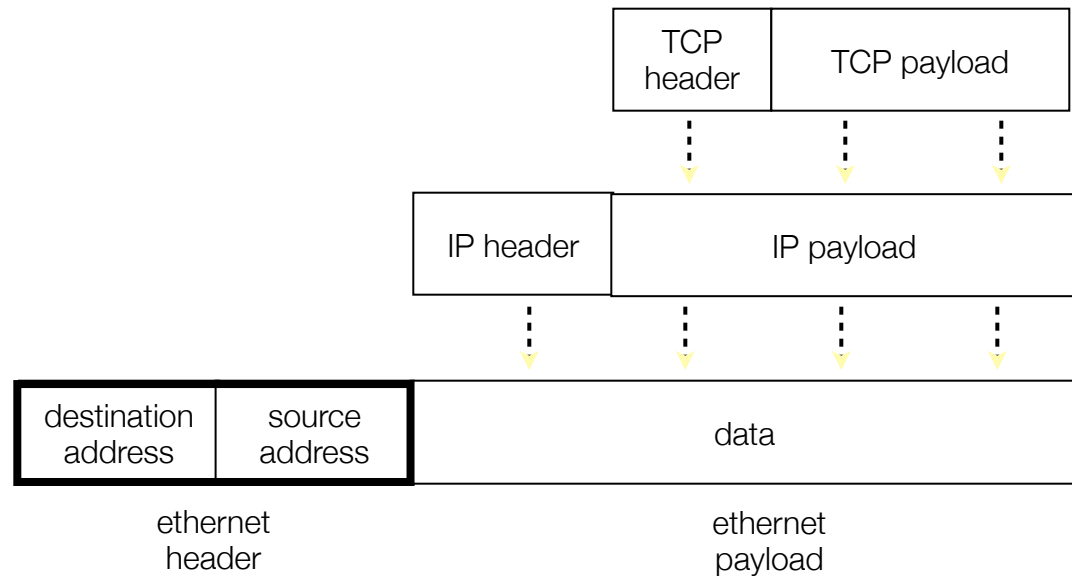 TCP
header
TCP payload
IP header
IP payload
destination
address
source
address
data
ethernet
header
ethernet
payload